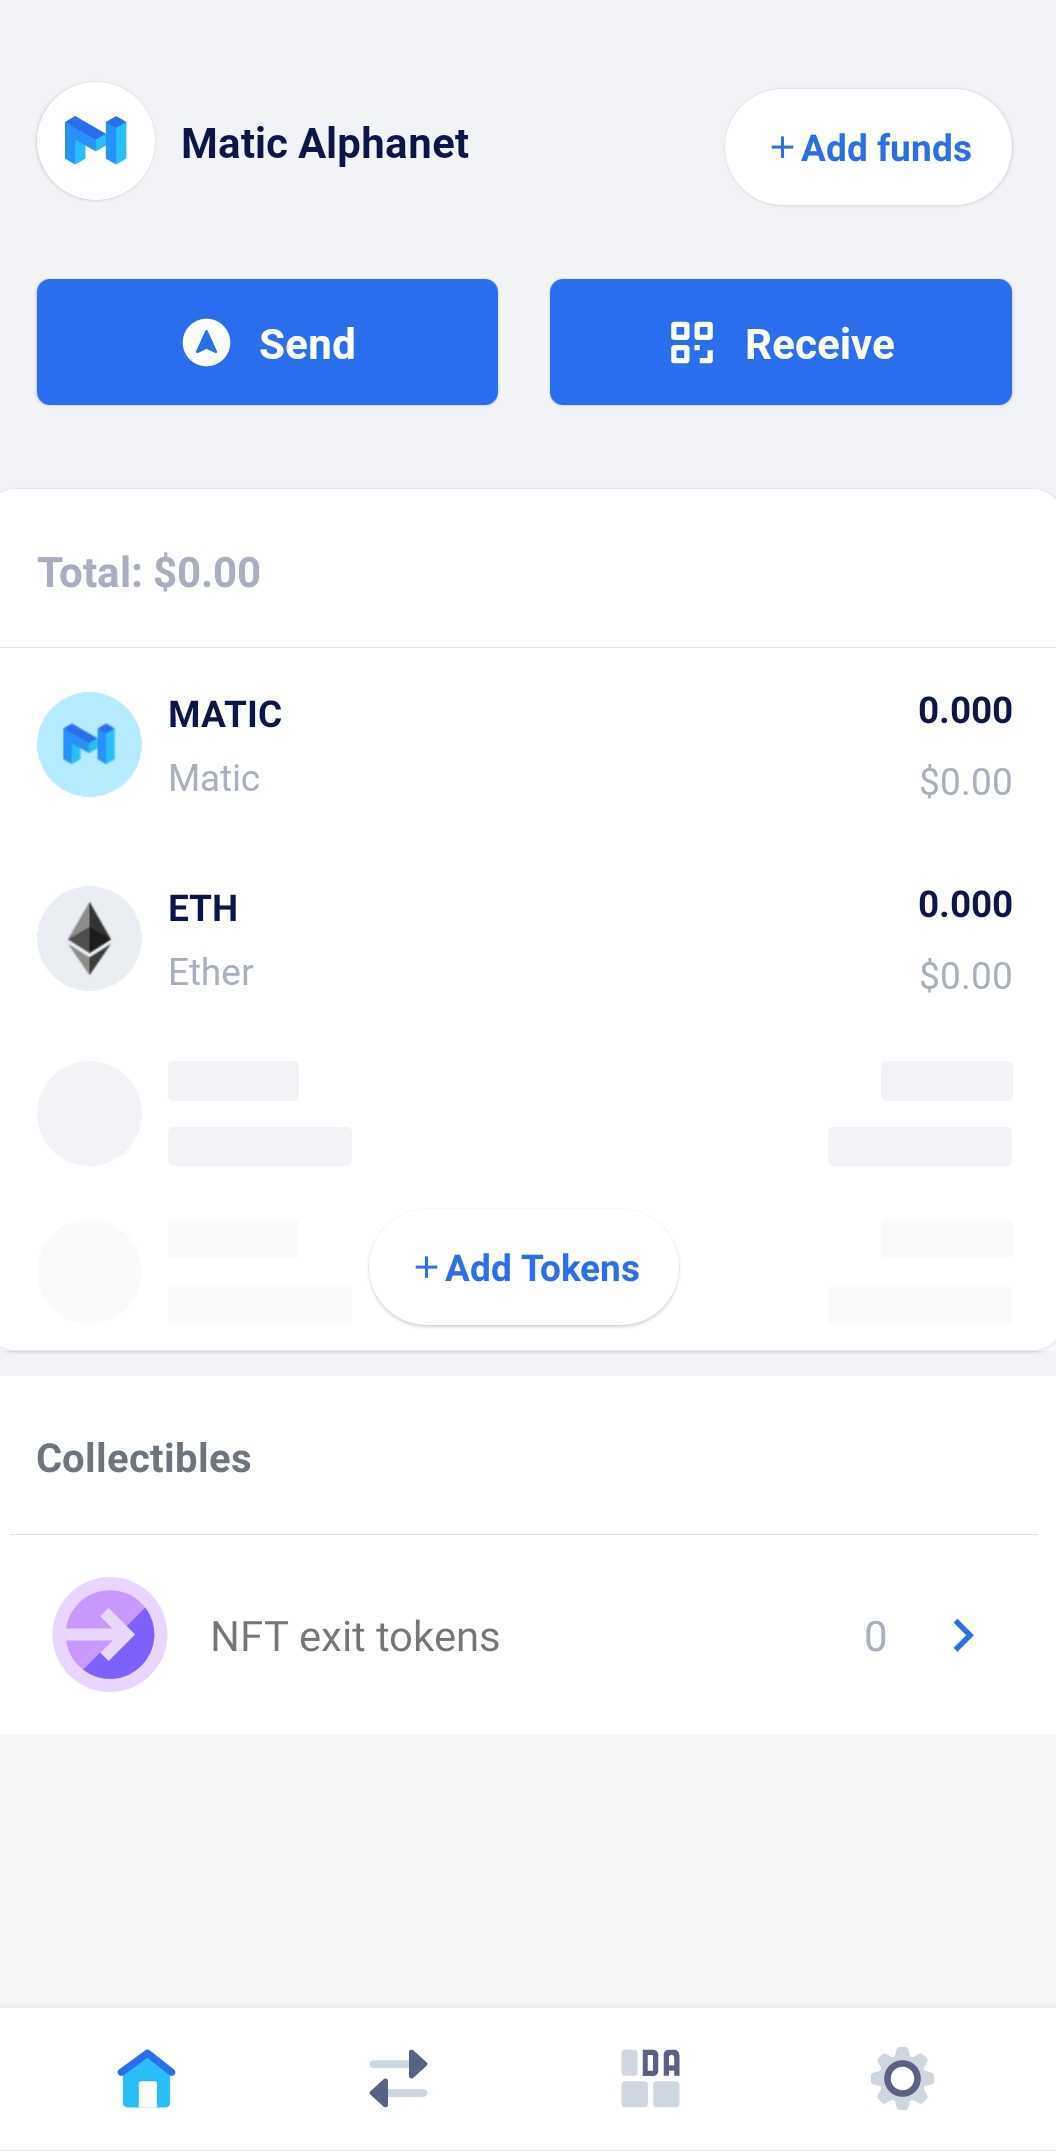 Matic Alphanet
+ Add funds
Send
Receive
Total: $0.00
MATIC
0.000
Matic
$0.00
ETH
0.000
Ether
$0.00
+ Add Tokens
Collectibles
NFT exit tokens
0
DA